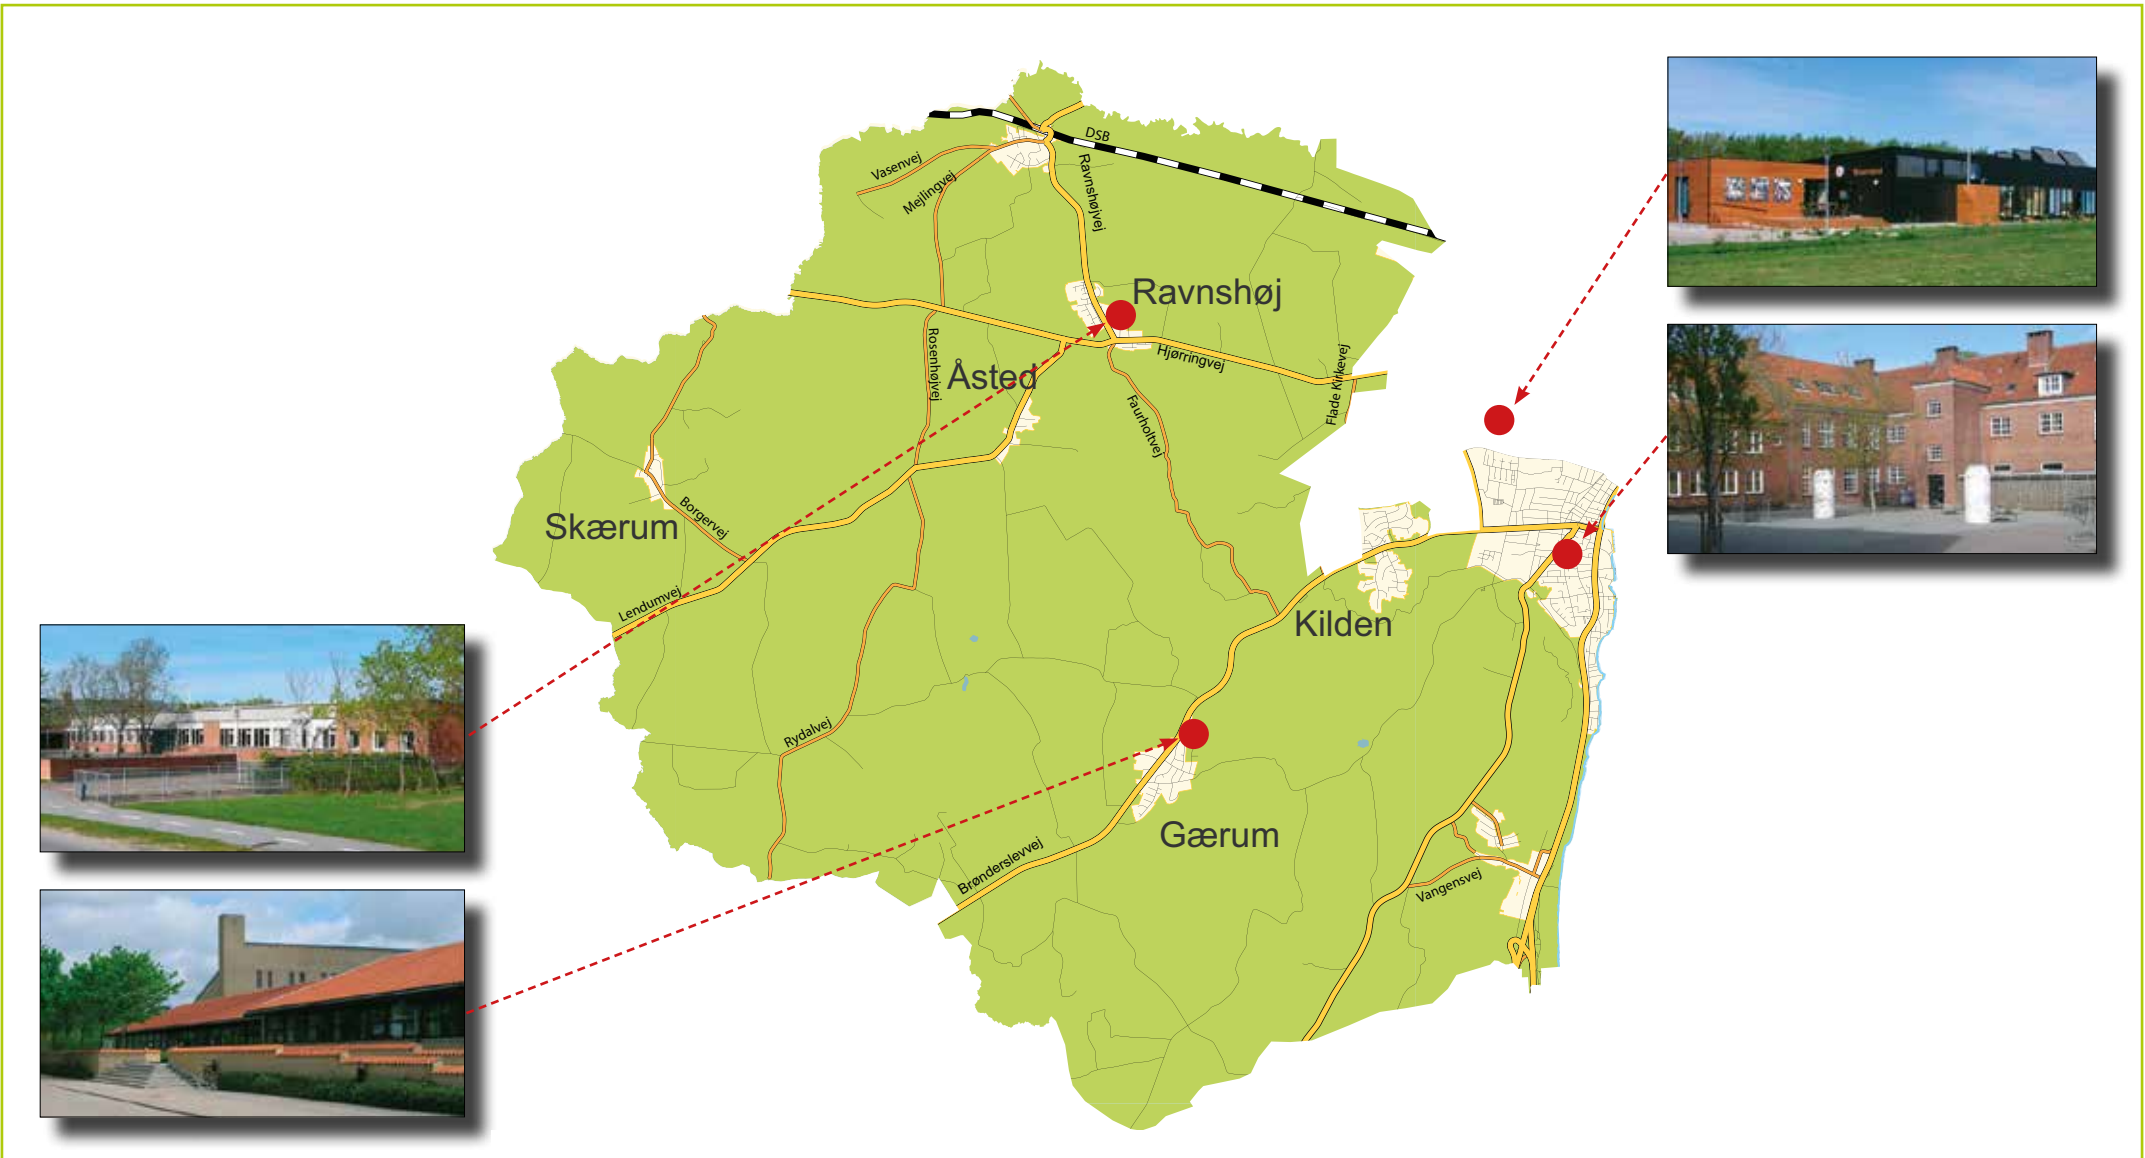 DSB
Vasenvej
Mejlingvej
Ravnshøjvej
Ravnshøj
Hjørringvej
Flade Kirkevej
Rosenhøjvej
Åsted
Faurholtvej
Skærum
Borgervej
Lendumvej
Kilden
Rydalvej
Gærum
Brønderslevvej
Vangensvej